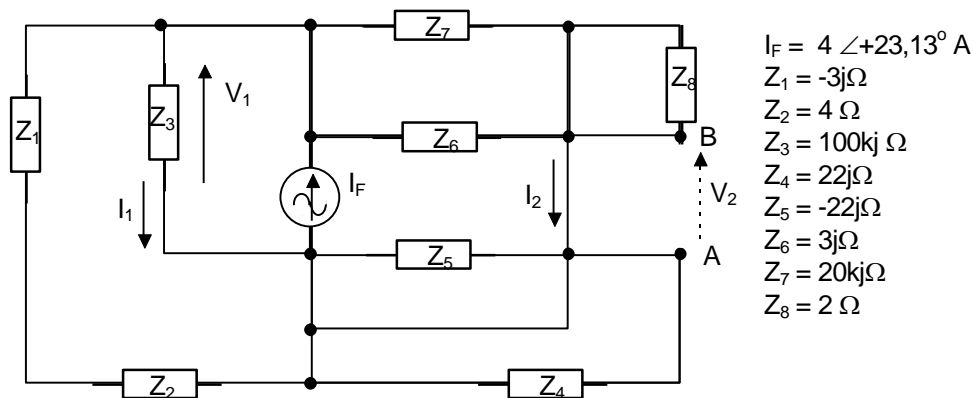 Z7
V1
Z8
Z1
Z3
Z6
B
IF
I1
I2
V2
Z5
A
Z2
Z4
IF = 4 ∠+23,13° A
Z1 = -3jΩ
Z2 = 4 Ω
Z3 = 100kj Ω
Z4 = 22jΩ
Z5 = -22jΩ
Z6 = 3jΩ
Z7 = 20kjΩ
Z8 = 2 Ω